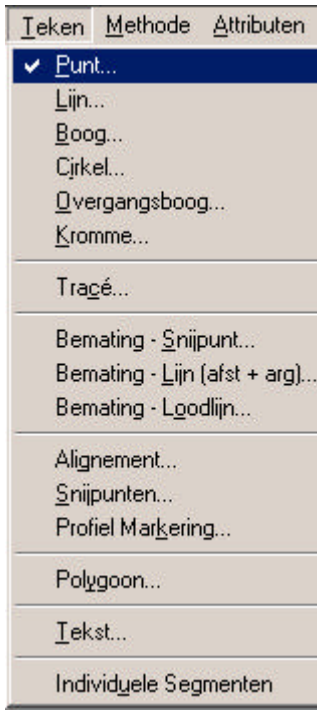 Teken Methode Attributen
Punt...
Lijn...
Boog...
Cirkel...
Overgangsboog...
Kromme...
Tracé...
Bemating - Snijpunt...
Bemating - Lijn (afst + arg)...
Bemating - Loodlijn...
Alignement...
Snijpunten...
Profiel Markering...
Polygoon...
Tekst...
Individuele Segmenten